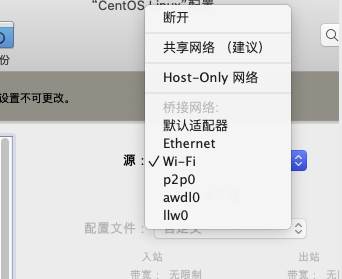 "CentOS Linux"配置
断开
共享网络 （建议）
份
Host-Only 网络
设置不可更改。
桥接网络:
默认适配器
Ethernet
源：
✓ Wi-Fi
p2p0
awdl0
llw0
配置文件：
自定义
入站
出站
带宽： 无限制
带宽： 无限